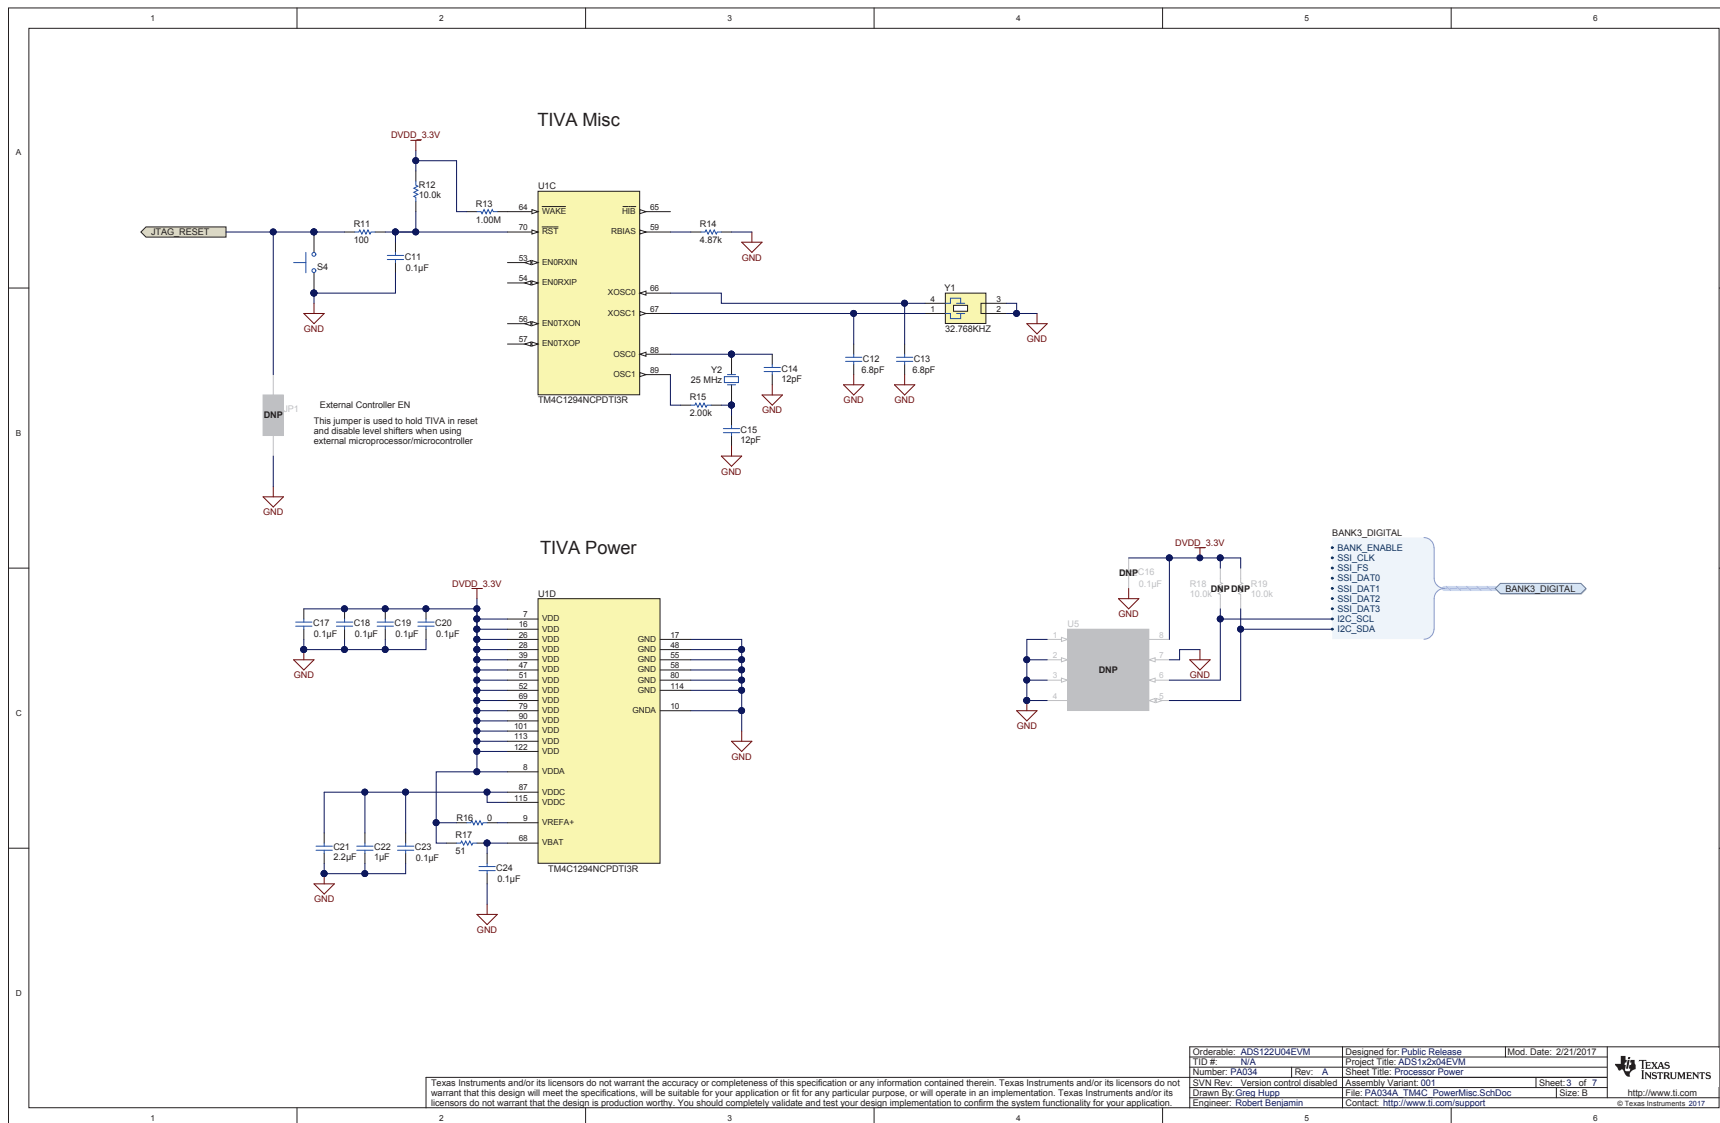 1 2 3 4 5 6
A
B
C
D
TIVA Misc
DVDD_3.3V
R12
10.0k
R13
1.00M
JTAG_RESET
R11
100
S4
C11
0.1µF
GND
DNP
JP1
GND
External Controller EN
This jumper is used to hold TIVA in reset
and disable level shifters when using
external microprocessor/microcontroller
U1C
64 WAKE
70 RST
53 EN0RXIN
54 EN0RXIP
56 EN0TXON
57 EN0TXOP
HIB 65
RBIAS 59
XOSC0 66
XOSC1 67
OSC0 88
OSC1 89
TM4C1294NCPDTI3R
R14
4.87k
GND
Y1
4 3
1 2
32.768KHZ
GND
C12
6.8pF
GND
C13
6.8pF
GND
Y2
25 MHz
C14
12pF
GND
R15
2.00k
C15
12pF
GND
TIVA Power
DVDD_3.3V
C17
0.1µF
C18
0.1µF
C19
0.1µF
C20
0.1µF
GND
U1D
7 VDD
16 VDD
26 VDD
28 VDD
39 VDD
47 VDD
51 VDD
52 VDD
69 VDD
79 VDD
90 VDD
101 VDD
113 VDD
122 VDD
8 VDDA
87 VDDC
115 VDDC
9 VREFA+
68 VBAT
GND 17
GND 48
GND 55
GND 58
GND 80
GND 114
GNDA 10
TM4C1294NCPDTI3R
GND
R16 0
R17
51
C21
2.2µF
C22
1µF
C23
0.1µF
GND
C24
0.1µF
GND
DVDD_3.3V
DNP C16
0.1µF
GND
R18
10.0k
DNP
DNP
R19
10.0k
U5
1 8
2 7
3 6
4 5
DNP
GND
GND
BANK3_DIGITAL
BANK_ENABLE
SSI_CLK
SSI_FS
SSI_DAT0
SSI_DAT1
SSI_DAT2
SSI_DAT3
I2C_SCL
I2C_SDA
BANK3_DIGITAL
Texas Instruments and/or its licensors do not warrant the accuracy or completeness of this specification or any information contained therein. Texas Instruments and/or its licensors do not
warrant that this design will meet the specifications, will be suitable for your application or fit for any particular purpose, or will operate in an implementation. Texas Instruments and/or its
licensors do not warrant that the design is production worthy. You should completely validate and test your design implementation to confirm the system functionality for your application.
Orderable: ADS122U04EVM Designed for: Public Release Mod. Date: 2/21/2017
TID #: N/A Project Title: ADS1x2x04EVM
Number: PA034 Rev: A Sheet Title: Processor Power
SVN Rev: Version control disabled Assembly Variant: 001 Sheet: 3 of 7
Drawn By: Greg Hupp File: PA034A_TM4C_PowerMisc.SchDoc Size: B
Engineer: Robert Benjamin Contact: http://www.ti.com/support
TEXAS
INSTRUMENTS
http://www.ti.com
© Texas Instruments 2017
1 2 3 4 5 6